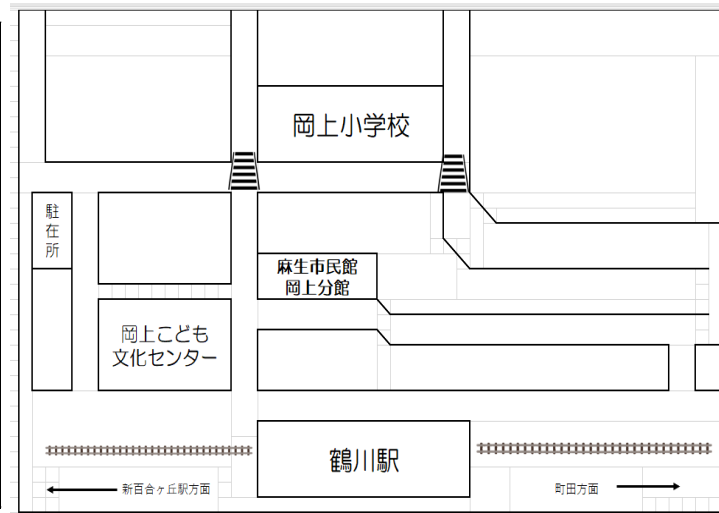 岡上小学校
駐在所
麻生市民館
岡上分館
岡上こども
文化センター
鶴川駅
新百合ヶ丘駅方面
町田方面